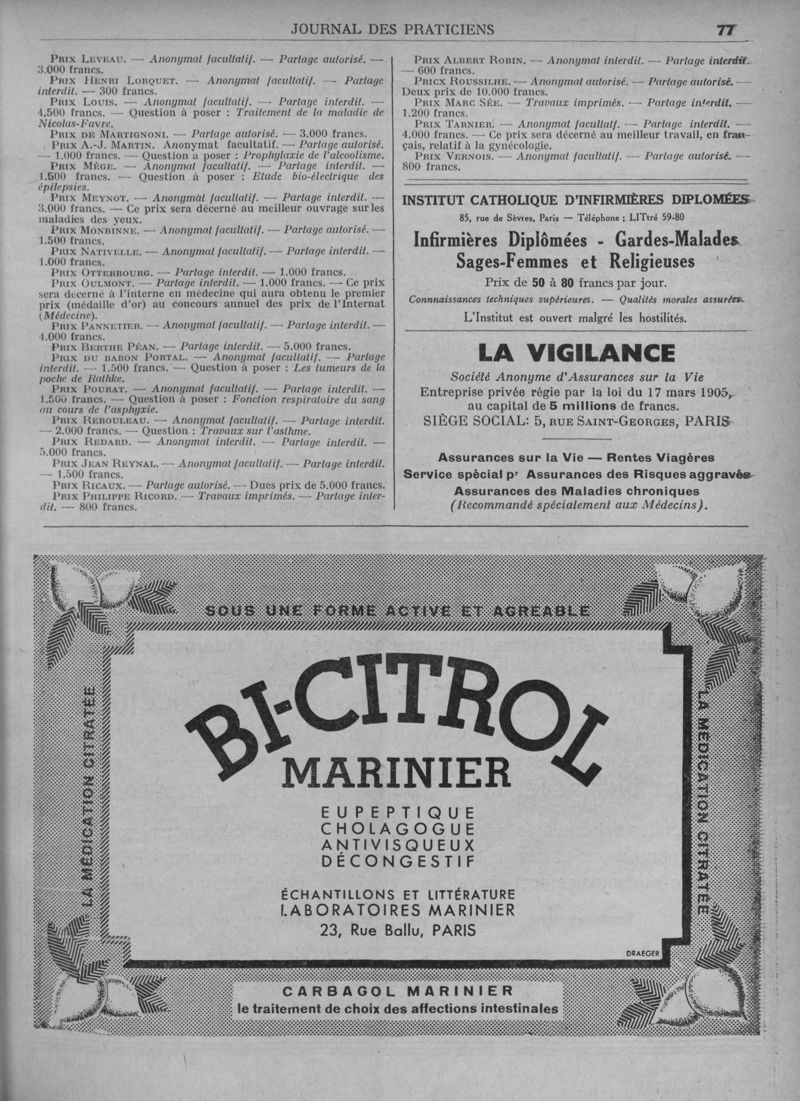 JOURNAL DES PRATICIENS 77
PRIX LEVEAU. — Anonymat facultatif. — Partage autorisé. —
3.000 francs.
PRIX HENRI LORQUET. — Anonymat facultatif. — Partage
interdit. — 300 francs.
PRIX LOUIS. — Anonymat facultatif. — Partage interdit. —
4.500 francs. — Question à poser : Traitement de la maladie de
Nicolas-Favre.
PRIX DE MARTIGNONI. — Partage autorisé. — 3.000 francs.
PRIX A.-J. MARTIN. Anonymat facultatif. — Partage autorisé.
— 1.000 francs. — Question a poser : Prophylaxie de l'alcoolisme.
PRIX MÈGE. — Anonymat facultatif. — Partage interdit. —
1.500 francs. — Question à poser : Etude bio-électrique des
épilepsies.
PRIX MEYNOT. — Anonymat facultatif. — Partage interdit. —
3.000 francs. — Ce prix sera décerné au meilleur ouvrage sur les
maladies des yeux.
PRIX MONBINNE. — Anonymat facultatif. — Partage autorisé. —
1.500 francs.
PRIX NATIVELLE. — Anonymat facultatif. — Partage interdit. —
1.000 francs.
PRIX OTTERBOURG. — Partage interdit. — 1.000 francs.
PRIX OULMONT. — Partage interdit. — 1.000 francs. — Ce prix
sera décerné à l'interne en médecine qui aura obtenu le premier
prix (médaille d'or) au concours annuel des prix de l'Internat
(Médecine).
PRIX PANNETIER. — Anonymat facultatif. — Partage interdit. —
4.000 francs.
PRIX BERTHE PÉAN. — Partage interdit. — 5.000 francs.
PRIX DU BARON PORTAL. — Anonymat facultatif. — Partage
interdit. — 1.500 francs. — Question à poser : Les tumeurs de la
poche de Rathke.
PRIX POURAT. — Anonymat facultatif. — Partage interdit. —
1.500 francs. — Question à poser : Fonction respiratoire du sang
au cours de l'asphyxie.
PRIX REBOULEAU. — Anonymat facultatif. — Partage interdit
— 2.000 francs. — Question : Travaux sur l'asthme.
PRIX REDARD. — Anonymat interdit. — Partage interdit. —
5.000 francs.
PRIX JEAN REYNAL. — Anonymat facultatif. — Partage interdit.
— 1.500 francs.
PRIX RICAUX. — Partage autorisé. — Dues prix de 5.000 francs.
PRIX PHILIPPE RICORD. — Travaux imprimés. — Partage inter-
dit. — 800 francs.
PRIX ALBERT ROBIN. — Anonymat interdit. — Partage interdit.
— 600 francs.
PRICX ROUSSILHE. — Anonymat autorisé. — Partage autorisé. —
Deux prix de 10.000 francs.
PRIX MARC SÉE. — Travaux imprimés. — Partage interdit. —
1.200 francs.
PRIX TARNIER. — Anonymat facultatf. — Partage interdit. —
4.000 francs. — Ce prix sera décerné au meilleur travail, en fran-
çais, relatif à la gynécologie.
PRIX VERNOIS. — Anonymat facultatif. — Partage autorisé. —
800 francs.
INSTITUT CATHOLIQUE D'INFIRMIÈRES DIPLOMÉES
85, rue de Sèvres, Paris — Téléphone ; LITtré 59-80
Infirmières Diplômées - Gardes-Malades
Sages-Femmes et Religieuses
Prix de 50 à 80 francs par jour.
Connnaissances techniques supérieures. — Qualités morales assurées.
L'Institut est ouvert malgré les hostilités.
LA VIGILANCE
Société Anonyme d'Assurances sur la Vie
Entreprise privée régie par la loi du 17 mars 1905,
au capital de 5 millions de francs.
SIÈGE SOCIAL: 5, RUE SAINT-GEORGES, PARIS
Assurances sur la Vie — Rentes Viagères
Service spécial pr Assurances des Risques aggravés
Assurances des Maladies chroniques
(Recommandé spécialement aux Médecins).
SOUS UNE FORME ACTIVE ET AGREABLE
LA MÉDICATION CITRATÉE
BI-CITROL
MARINIER
EUPEPTIQUE
CHOLAGOGUE
ANTIVISQUEUX
DÉCONGESTIF
ÉCHANTILLONS ET LITTÉRATURE
LABORATOIRES MARINIER
23, Rue Ballu, PARIS
DRAEGER
LA MÉDICATION CITRATÉE
CARBAGOL MARINIER
le traitement de choix des affections intestinales